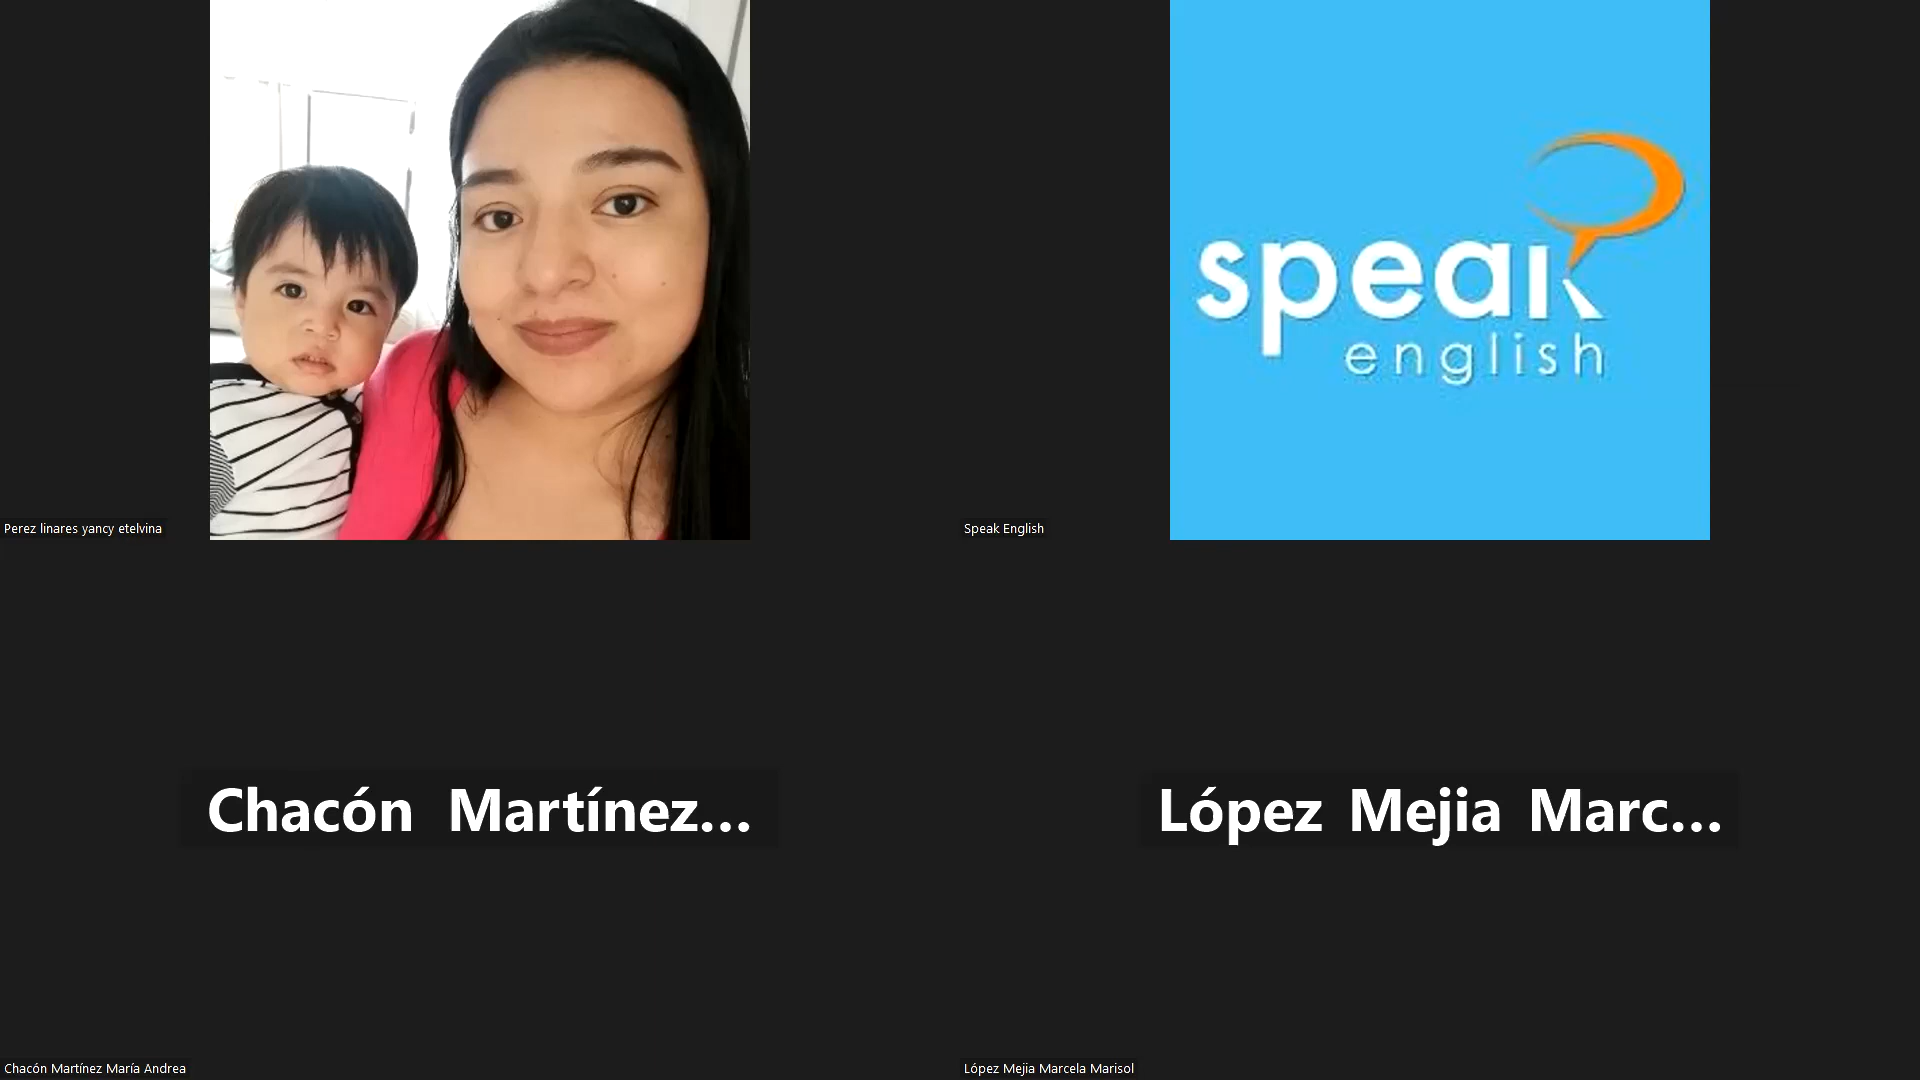 speak
english
Perez linares yancy etelvina
Speak English
Chacón Martínez...
López Mejia Marc...
Chacón Martínez María Andrea
López Mejia Marcela Marisol